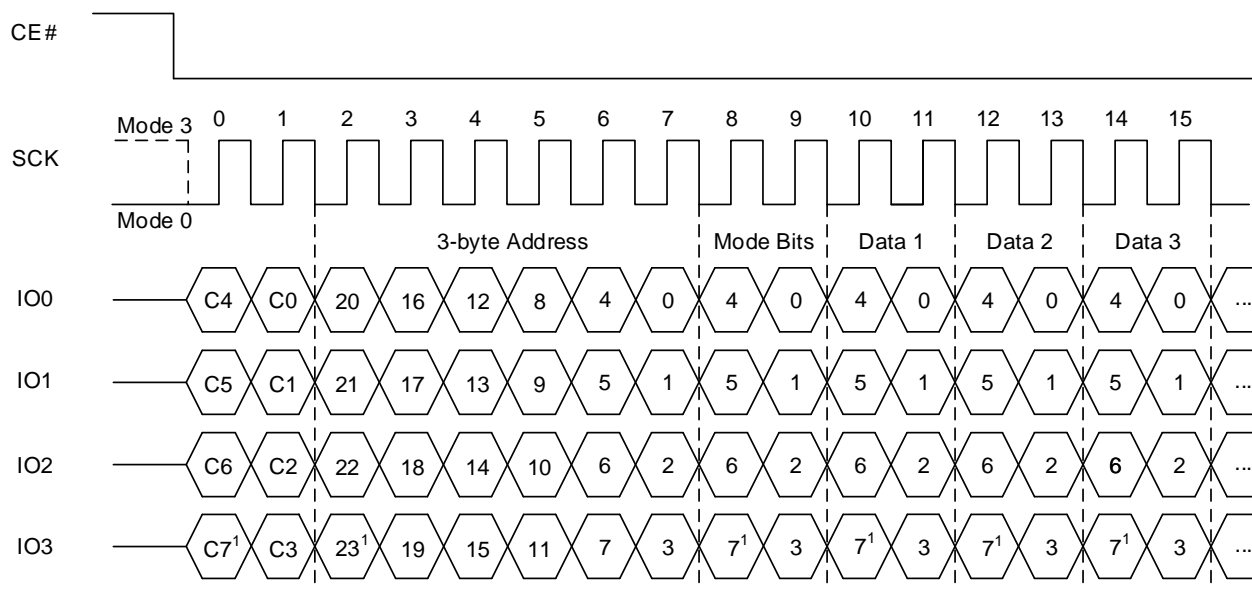 CE#
Mode 3 0 1 2 3 4 5 6 7 8 9 10 11 12 13 14 15
SCK
Mode 0
3-byte Address Mode Bits Data 1 Data 2 Data 3
IO0 C4 C0 20 16 12 8 4 0 4 0 4 0 4 0 4 0 ...
IO1 C5 C1 21 17 13 9 5 1 5 1 5 1 5 1 5 1 ...
IO2 C6 C2 22 18 14 10 6 2 6 2 6 2 6 2 6 2 ...
IO3 C7¹ C3 23¹ 19 15 11 7 3 7¹ 3 7¹ 3 7¹ 3 7¹ 3 ...